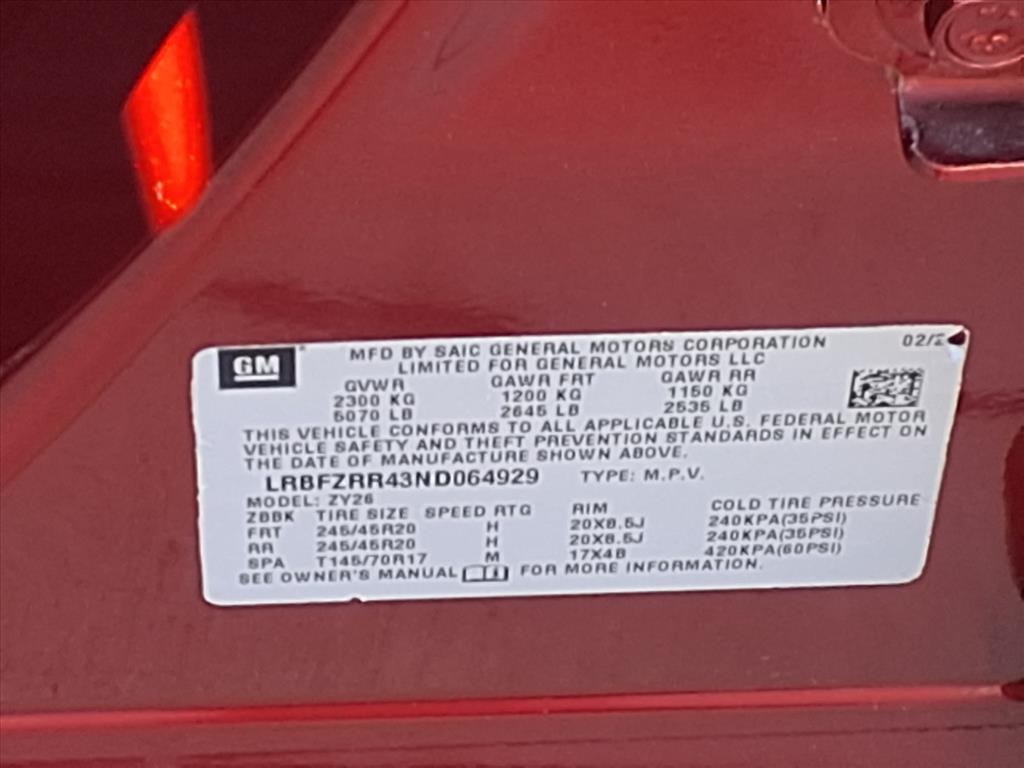 GM
MFD BY SAIC GENERAL MOTORS CORPORATION
LIMITED FOR GENERAL MOTORS LLC
02/2
GVWR GAWR FRT GAWR RR
2300 KG 1200 KG 1150 KG
5070 LB 2645 LB 2535 LB
THIS VEHICLE CONFORMS TO ALL APPLICABLE U.S. FEDERAL MOTOR
VEHICLE SAFETY AND THEFT PREVENTION STANDARDS IN EFFECT ON
THE DATE OF MANUFACTURE SHOWN ABOVE.
LRBFZRR43ND064929 TYPE: M.P.V.
MODEL: ZY26
ZBBK TIRE SIZE SPEED RTG RIM COLD TIRE PRESSURE
FRT 245/45R20 H 20X8.5J 240KPA(35PSI)
RR 245/45R20 H 20X8.5J 240KPA(35PSI)
SPA T145/70R17 M 17X4B 420KPA(60PSI)
SEE OWNER'S MANUAL FOR MORE INFORMATION.